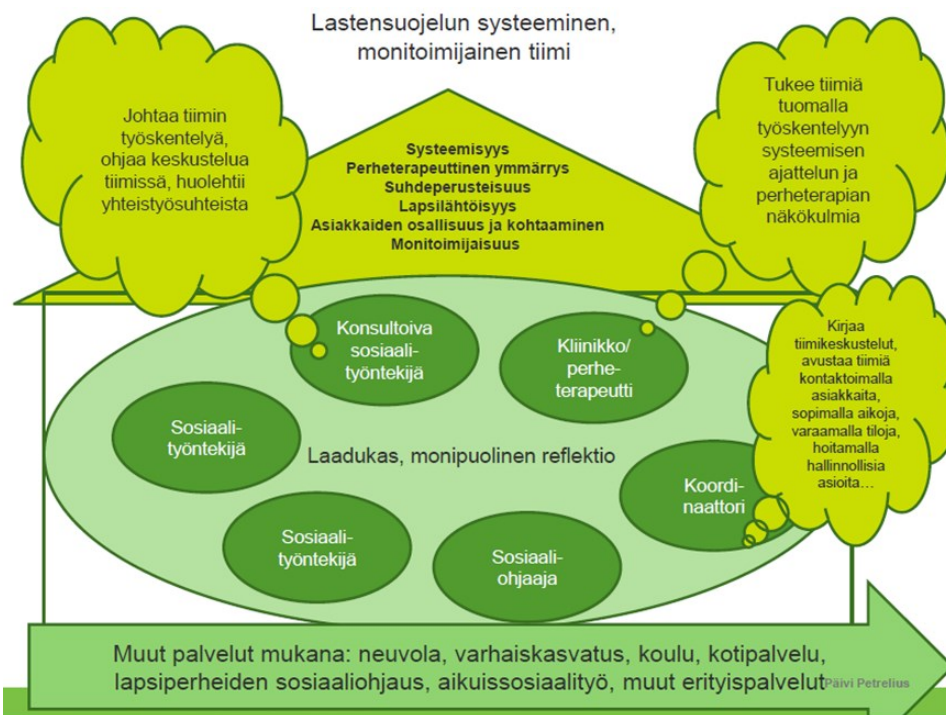 Lastensuojelun systeeminen,
monitoimijainen tiimi
Johtaa tiimin
työskentelyä,
ohjaa keskustelua
tiimissä, huolehtii
yhteistyösuhteista
Systeemisyys
Perheterapeuttinen ymmärrys
Suhdeperusteisuus
Lapsilähtöisyys
Asiakkaiden osallisuus ja kohtaaminen
Monitoimijaisuus
Tukee tiimiä
tuomalla
työskentelyyn
systeemisen
ajattelun ja
perheterapian
näkökulmia
Konsultoiva
sosiaali-
työntekijä
Kliinikko/
perhe-
terapeutti
Kirjaa
tiimikeskustelut,
avustaa tiimiä
kontaktoimalla
asiakkaita,
sopimalla aikoja,
varaamalla tiloja,
hoitamalla
hallinnollisia
asioita…
Sosiaali-
työntekijä
Laadukas, monipuolinen reflektio
Koordi-
naattori
Sosiaali-
työntekijä
Sosiaali-
ohjaaja
Muut palvelut mukana: neuvola, varhaiskasvatus, koulu, kotipalvelu,
lapsiperheiden sosiaaliohjaus, aikuissosiaalityö, muut erityispalvelut
Päivi Petrelius